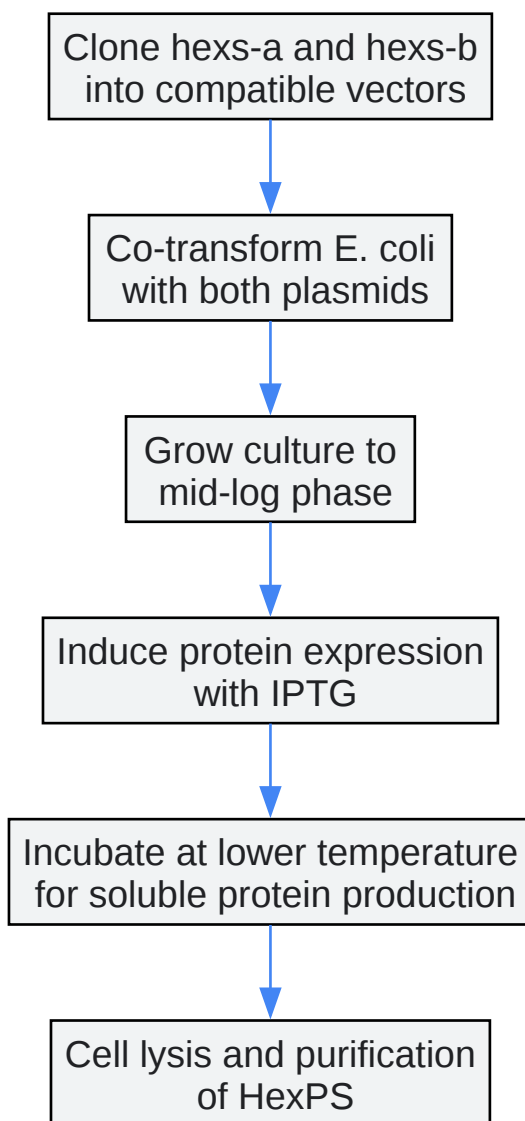 Clone hexs-a and hexs-b
into compatible vectors
Co-transform E. coli
with both plasmids
Grow culture to
mid-log phase
Induce protein expression
with IPTG
Incubate at lower temperature
for soluble protein production
Cell lysis and purification
of HexPS